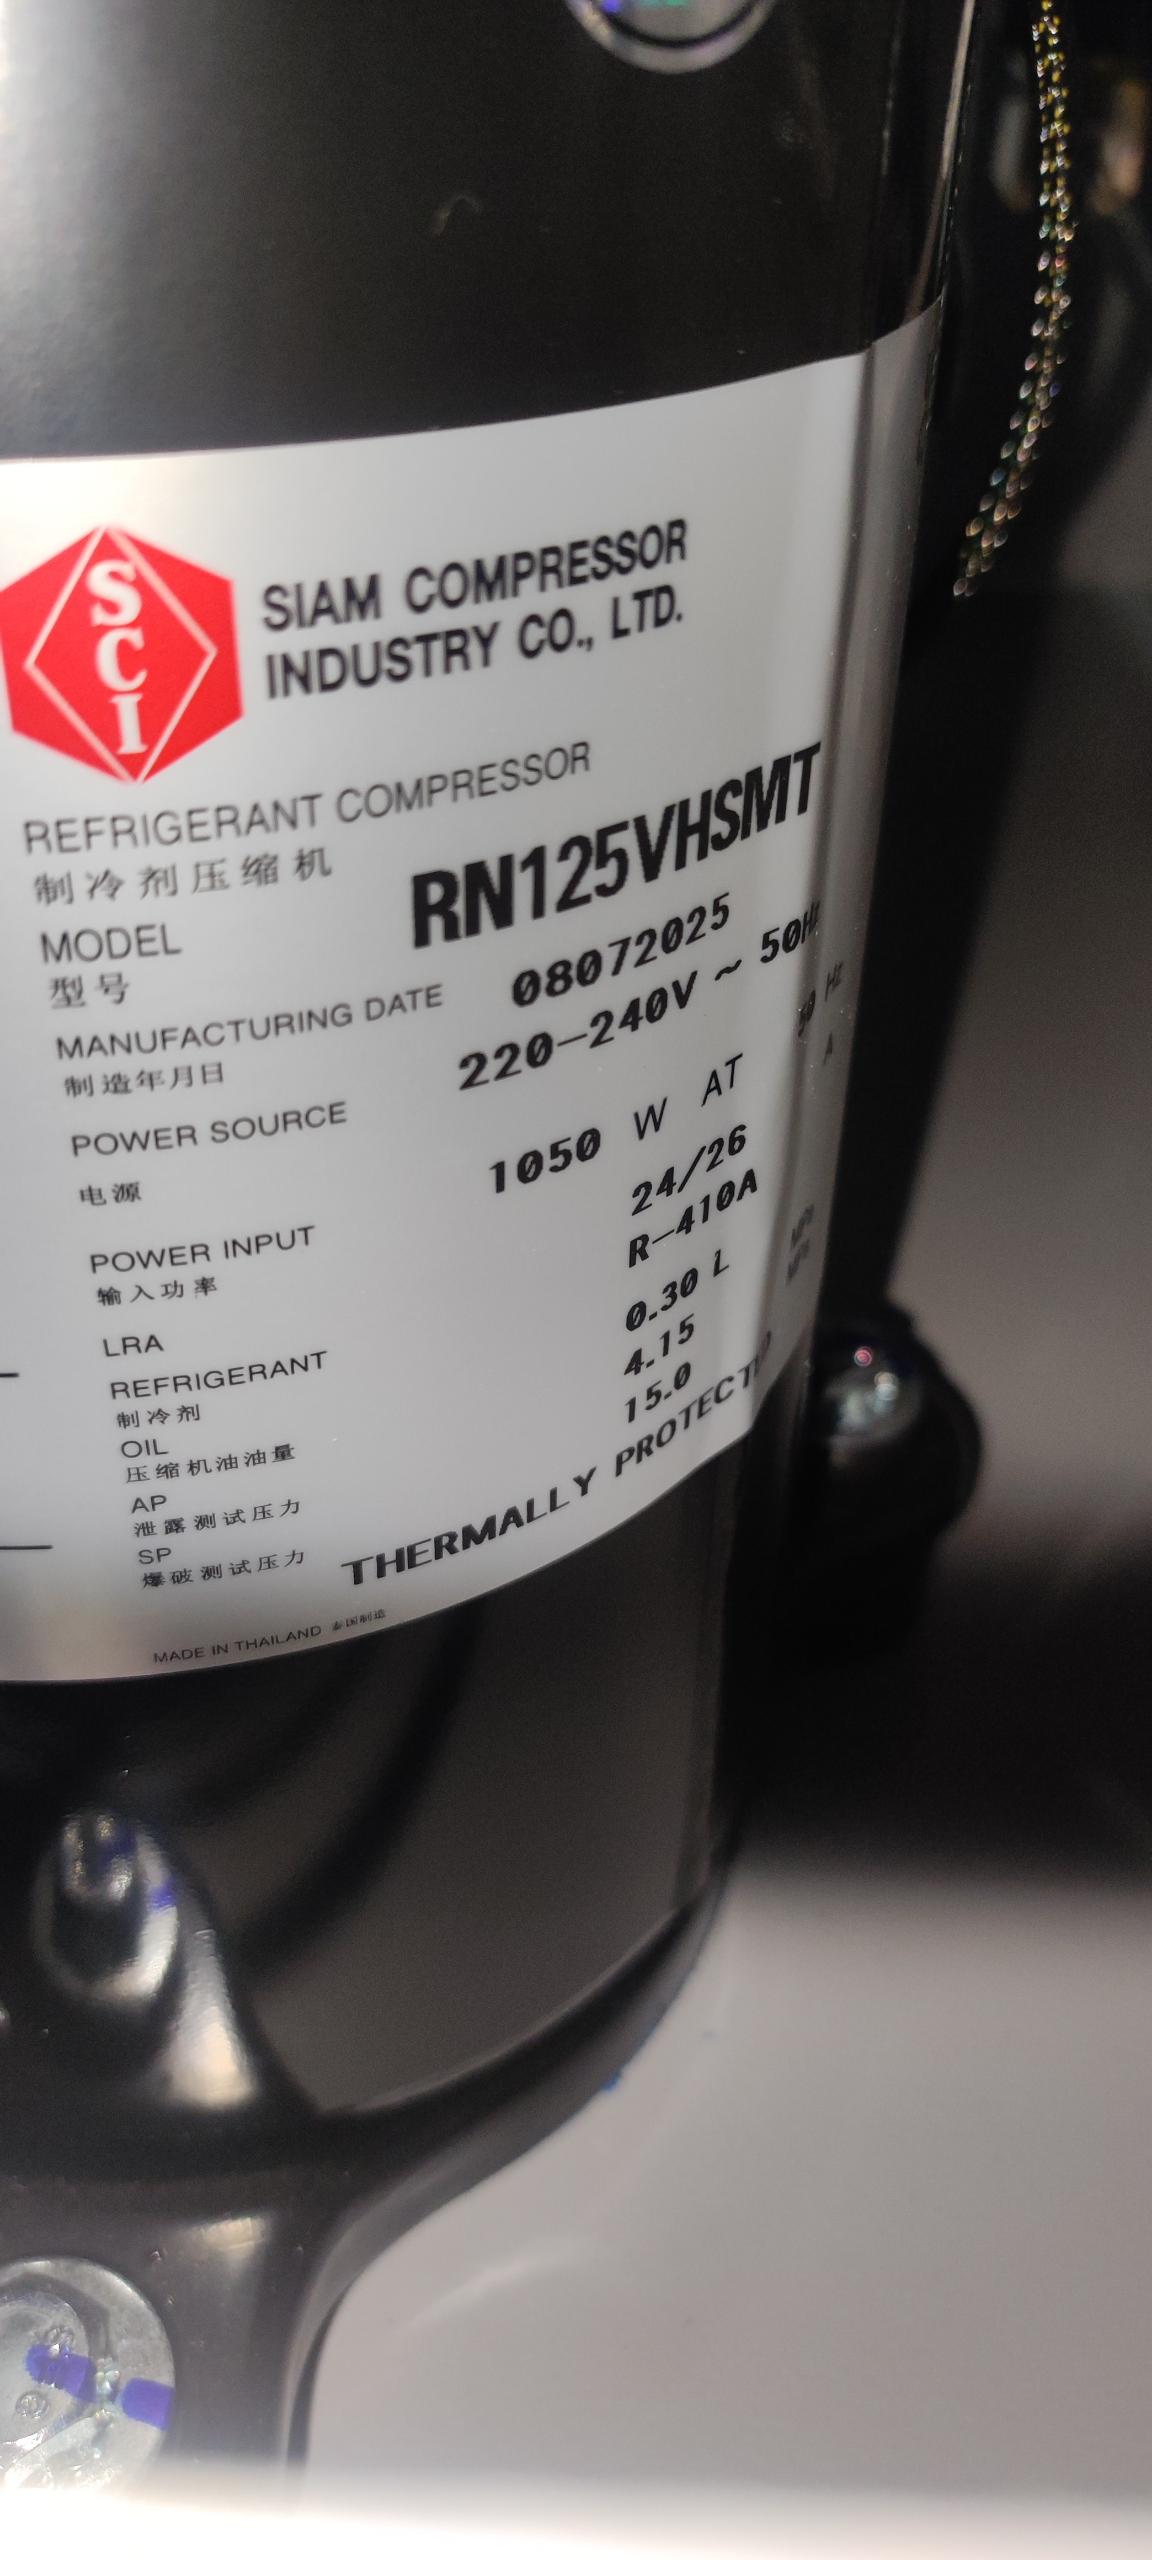 SCI
SIAM COMPRESSOR
INDUSTRY CO., LTD.
REFRIGERANT COMPRESSOR
制冷剂压缩机
MODEL RN125VHSMT
型号
MANUFACTURING DATE 08072025
制造年月日
POWER SOURCE 220-240V ~ 50Hz
电源
POWER INPUT 1050 W AT 50 Hz
输入功率
LRA 24/26 A
REFRIGERANT R-410A
制冷剂
OIL 0.30 L
压缩机油油量
AP 4.15 MPa
泄露测试压力
SP 15.0 MPa
爆破测试压力
THERMALLY PROTECTED
MADE IN THAILAND 泰国制造